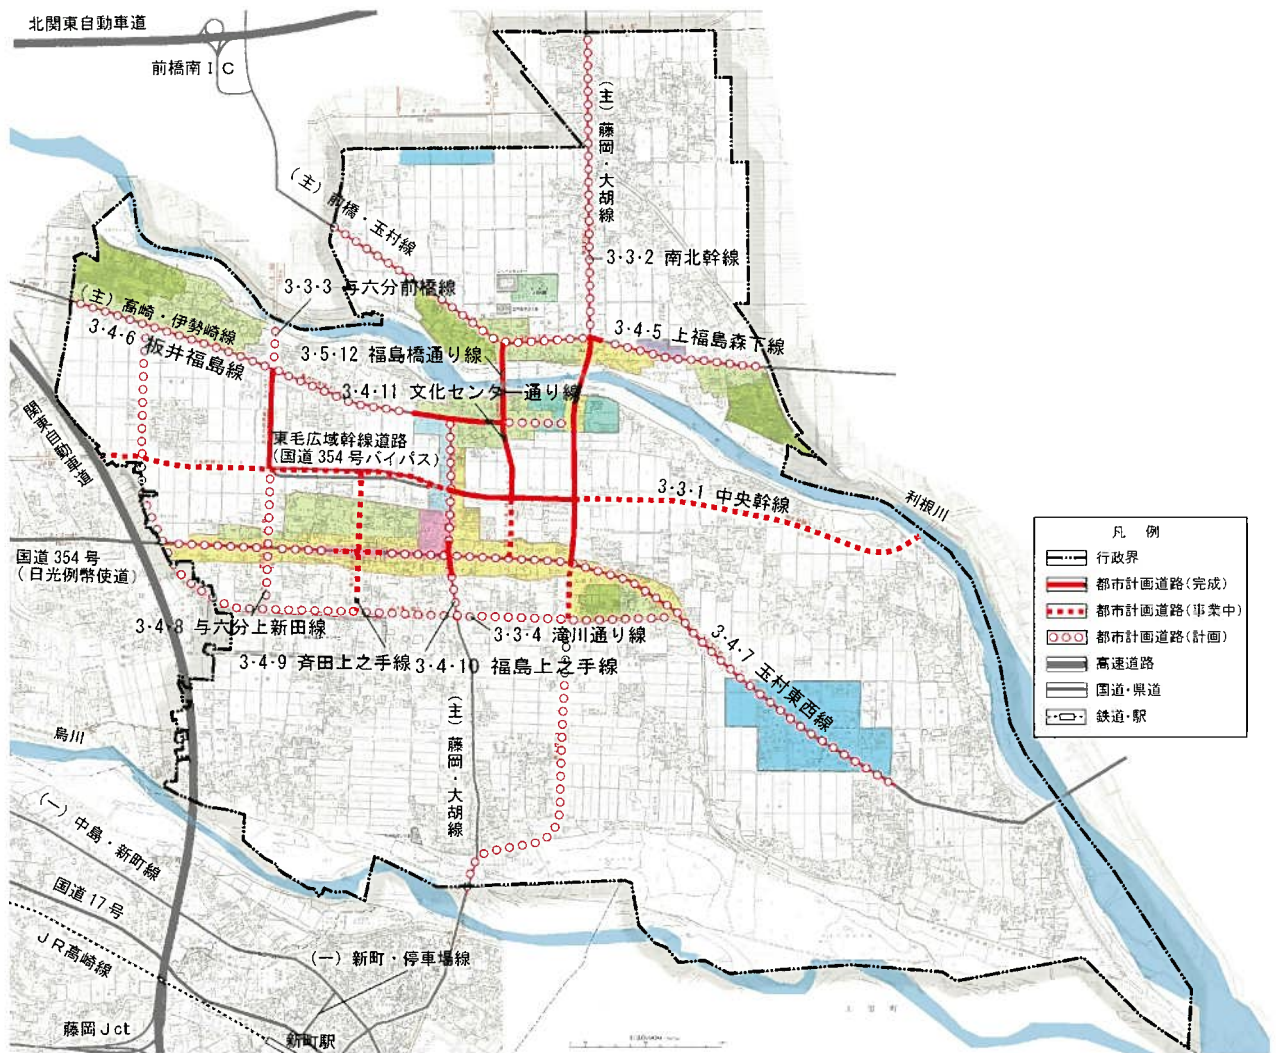 北関東自動車道
前橋南IC
(主)藤岡・大胡線
(主)前橋・玉村線
3・3・2 南北幹線
3・3・3 与六分前橋線
(主)高崎・伊勢崎線
3・4・6 板井福島線
3・4・5 上福島森下線
3・5・12 福島橋通り線
3・4・11 文化センター通り線
関東自動車道
東毛広域幹線道路
(国道354号バイパス)
3・3・1 中央幹線
利根川
国道354号
(日光例幣使道)
3・4・8 与六分上新田線
3・4・9 斉田上之手線
3・4・10 福島上之手線
3・3・4 滝川通り線
3・4・7 玉村東西線
(主)藤岡・大胡線
烏川
(一)中島・新町線
国道17号
JR高崎線
(一)新町・停車場線
藤岡Jct
新町駅
凡例
行政界
都市計画道路(完成)
都市計画道路(事業中)
都市計画道路(計画)
高速道路
国道・県道
鉄道・駅